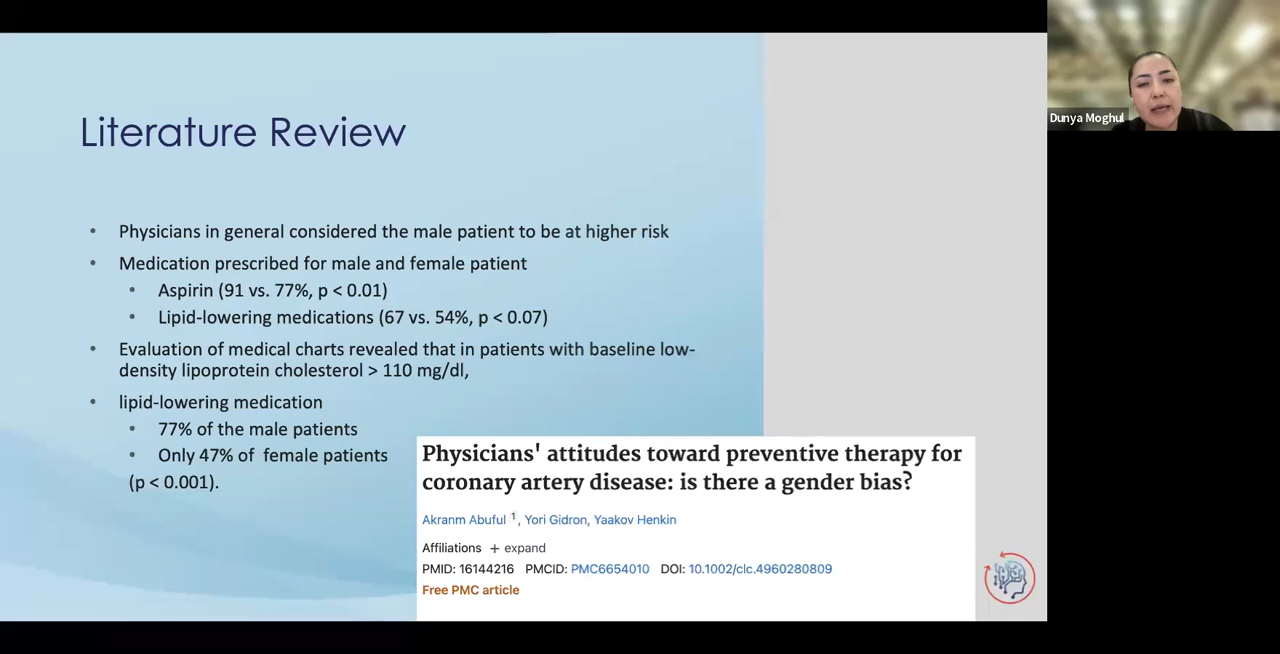 Literature Review
• Physicians in general considered the male patient to be at higher risk
• Medication prescribed for male and female patient
• Aspirin (91 vs. 77%, p < 0.01)
• Lipid-lowering medications (67 vs. 54%, p < 0.07)
• Evaluation of medical charts revealed that in patients with baseline low-
density lipoprotein cholesterol > 110 mg/dl,
• lipid-lowering medication
• 77% of the male patients
• Only 47% of female patients
(p < 0.001).
Physicians' attitudes toward preventive therapy for
coronary artery disease: is there a gender bias?
Akranm Abuful 1, Yori Gidron, Yaakov Henkin
Affiliations + expand
PMID: 16144216 PMCID: PMC6654010 DOI: 10.1002/clc.4960280809
Free PMC article
Dunya Moghul